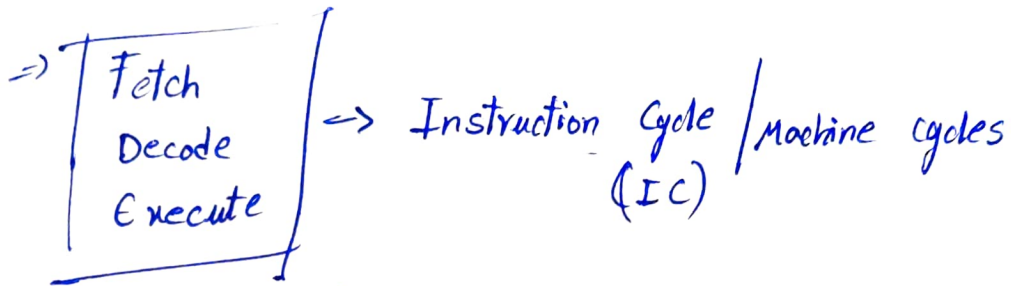 ⇒ Fetch
Decode
Execute
→ Instruction Cycle / Machine cycles
(IC)